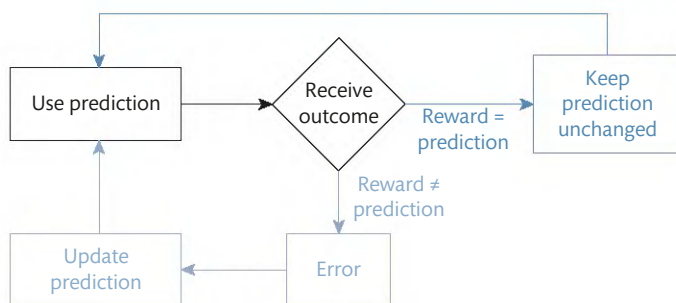 Use prediction
Receive
outcome
Reward =
prediction
Keep
prediction
unchanged
Reward ≠
prediction
Update
prediction
Error